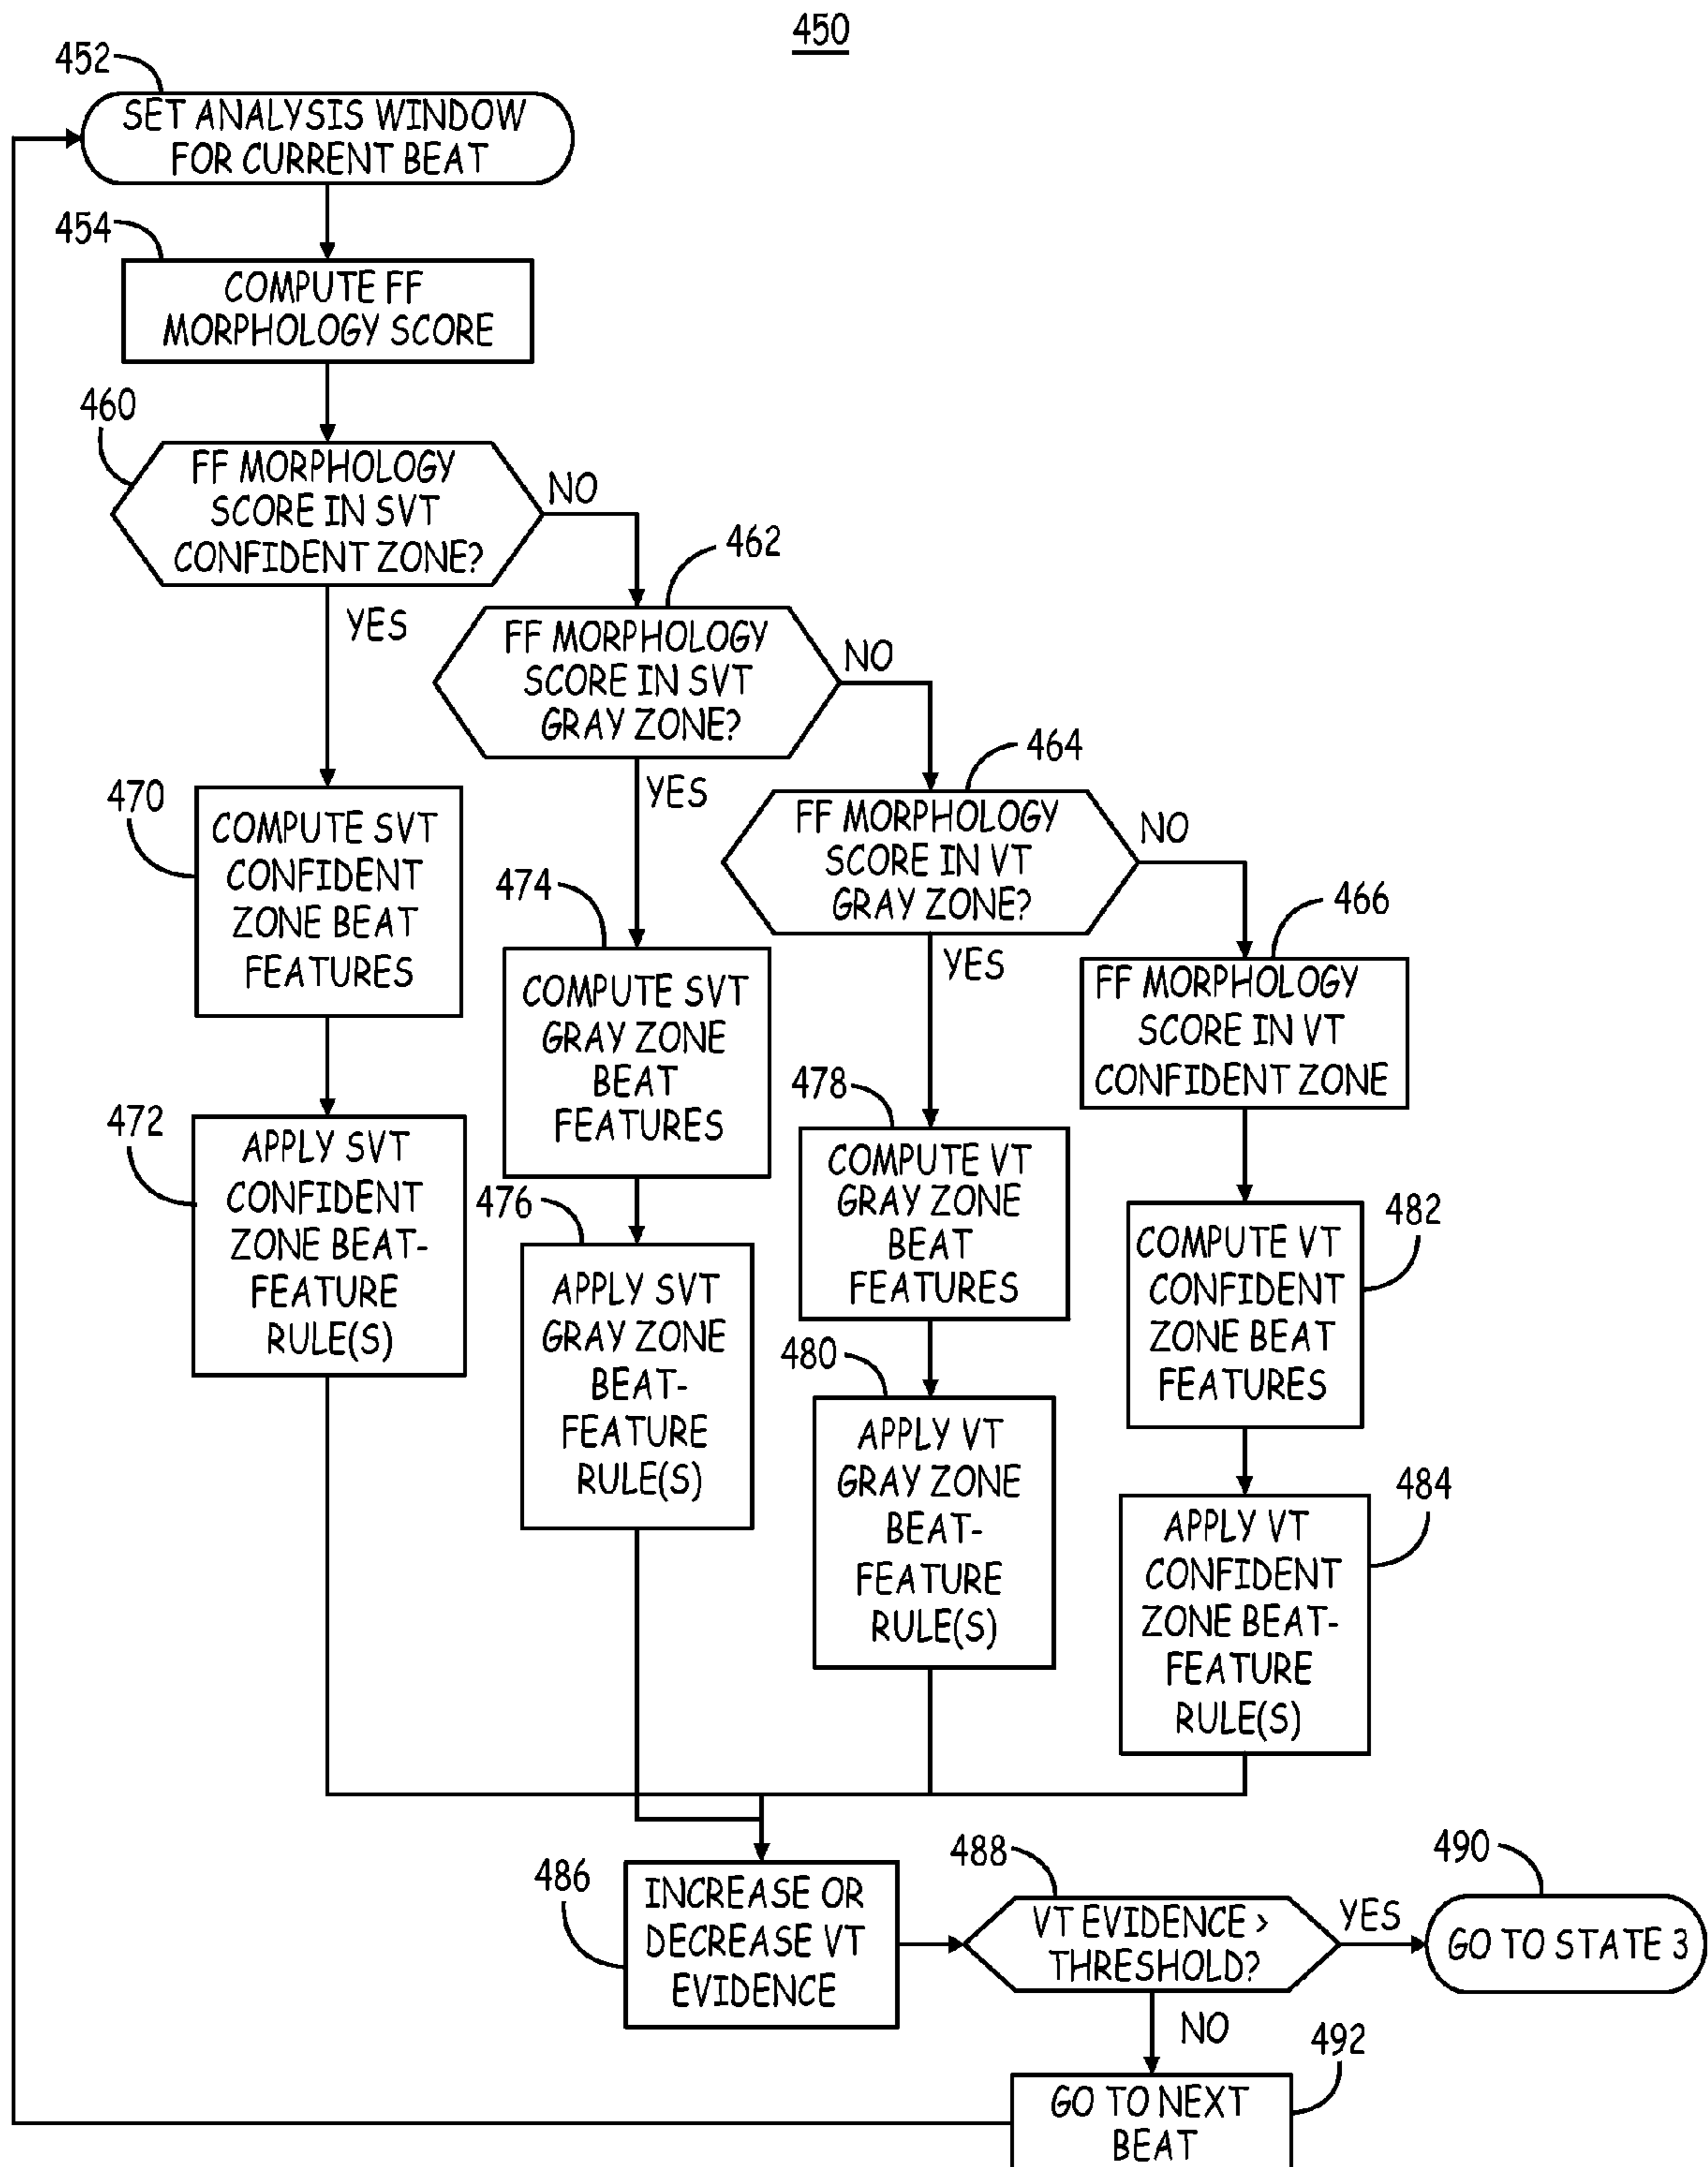 450
452
SET ANALYSIS WINDOW
FOR CURRENT BEAT
454
COMPUTE FF
MORPHOLOGY SCORE
460
FF MORPHOLOGY
SCORE IN SVT
CONFIDENT ZONE?
NO
YES
462
FF MORPHOLOGY
SCORE IN SVT
GRAY ZONE?
NO
YES
464
FF MORPHOLOGY
SCORE IN VT
GRAY ZONE?
NO
YES
466
FF MORPHOLOGY
SCORE IN VT
CONFIDENT ZONE
470
COMPUTE SVT
CONFIDENT
ZONE BEAT
FEATURES
472
APPLY SVT
CONFIDENT
ZONE BEAT-
FEATURE
RULE(S)
474
COMPUTE SVT
GRAY ZONE
BEAT
FEATURES
476
APPLY SVT
GRAY ZONE
BEAT-
FEATURE
RULE(S)
478
COMPUTE VT
GRAY ZONE
BEAT
FEATURES
480
APPLY VT
GRAY ZONE
BEAT-
FEATURE
RULE(S)
482
COMPUTE VT
CONFIDENT
ZONE BEAT
FEATURES
484
APPLY VT
CONFIDENT
ZONE BEAT-
FEATURE
RULE(S)
486
INCREASE OR
DECREASE VT
EVIDENCE
488
VT EVIDENCE >
THRESHOLD?
YES
NO
490
GO TO STATE 3
492
GO TO NEXT
BEAT